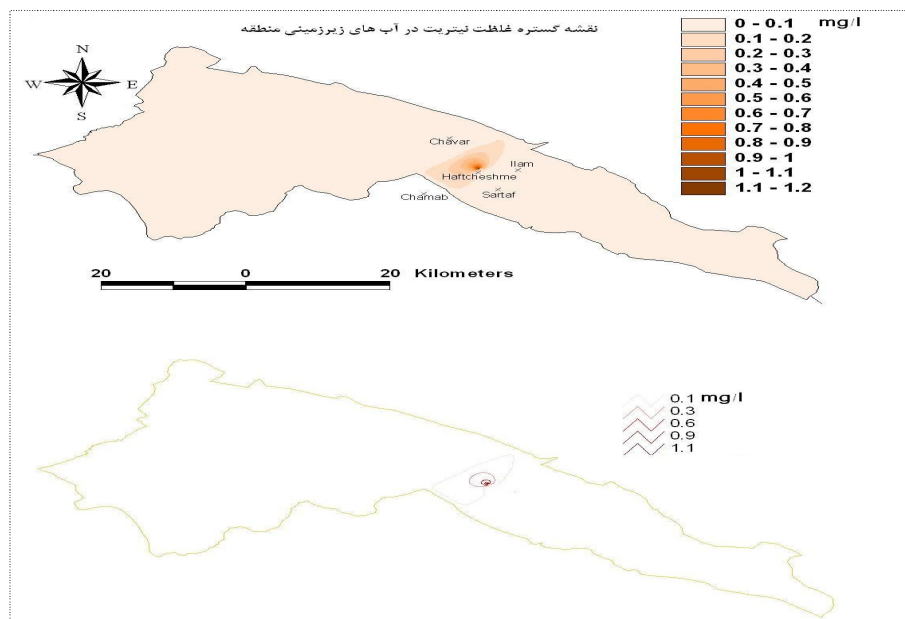 نقشه گستره غلظت نیتریت در آب های زیرزمینی منطقه
N
W E
S
0 - 0.1 mg/l
0.1 - 0.2
0.2 - 0.3
0.3 - 0.4
0.4 - 0.5
0.5 - 0.6
0.6 - 0.7
0.7 - 0.8
0.8 - 0.9
0.9 - 1
1 - 1.1
1.1 - 1.2
Chavar
Ilam
Haftcheshme
Chamab
Sartaf
20 0 20 Kilometers
0.1 mg/l
0.3
0.6
0.9
1.1